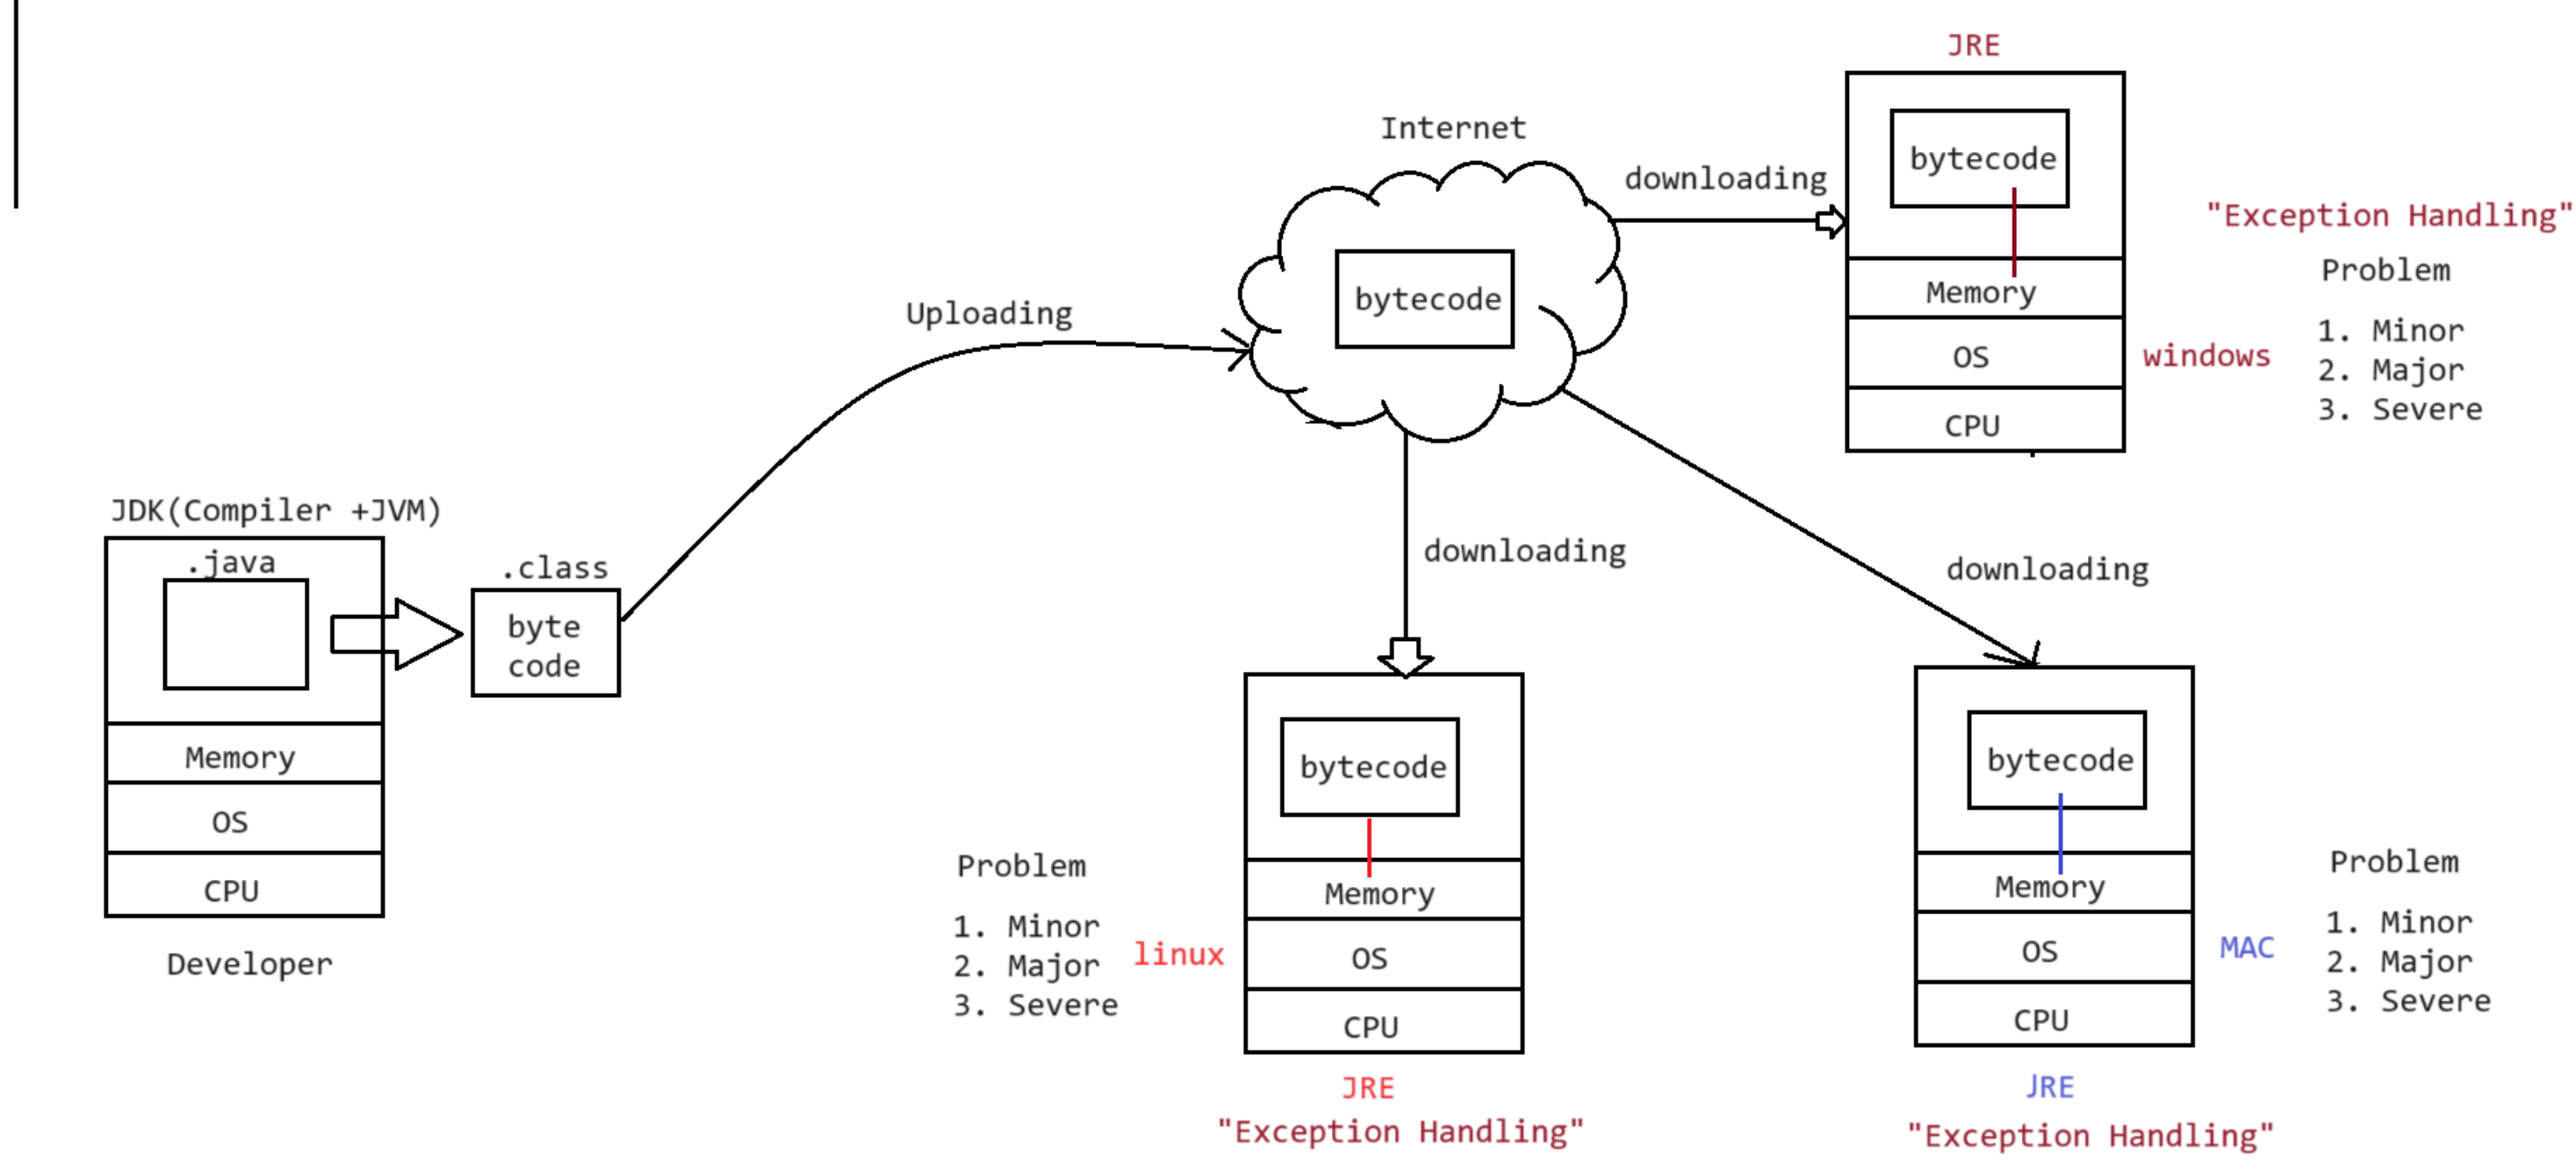 JRE
Internet
bytecode
downloading
"Exception Handling"
Problem
Memory
bytecode
Uploading
1. Minor
OS
windows
2. Major
3. Severe
CPU
JDK(Compiler +JVM)
.java
.class
byte
code
downloading
downloading
Memory
OS
CPU
Developer
bytecode
Problem
Memory
1. Minor
linux
2. Major
OS
3. Severe
CPU
JRE
"Exception Handling"
bytecode
Problem
Memory
1. Minor
OS
MAC
2. Major
3. Severe
CPU
JRE
"Exception Handling"